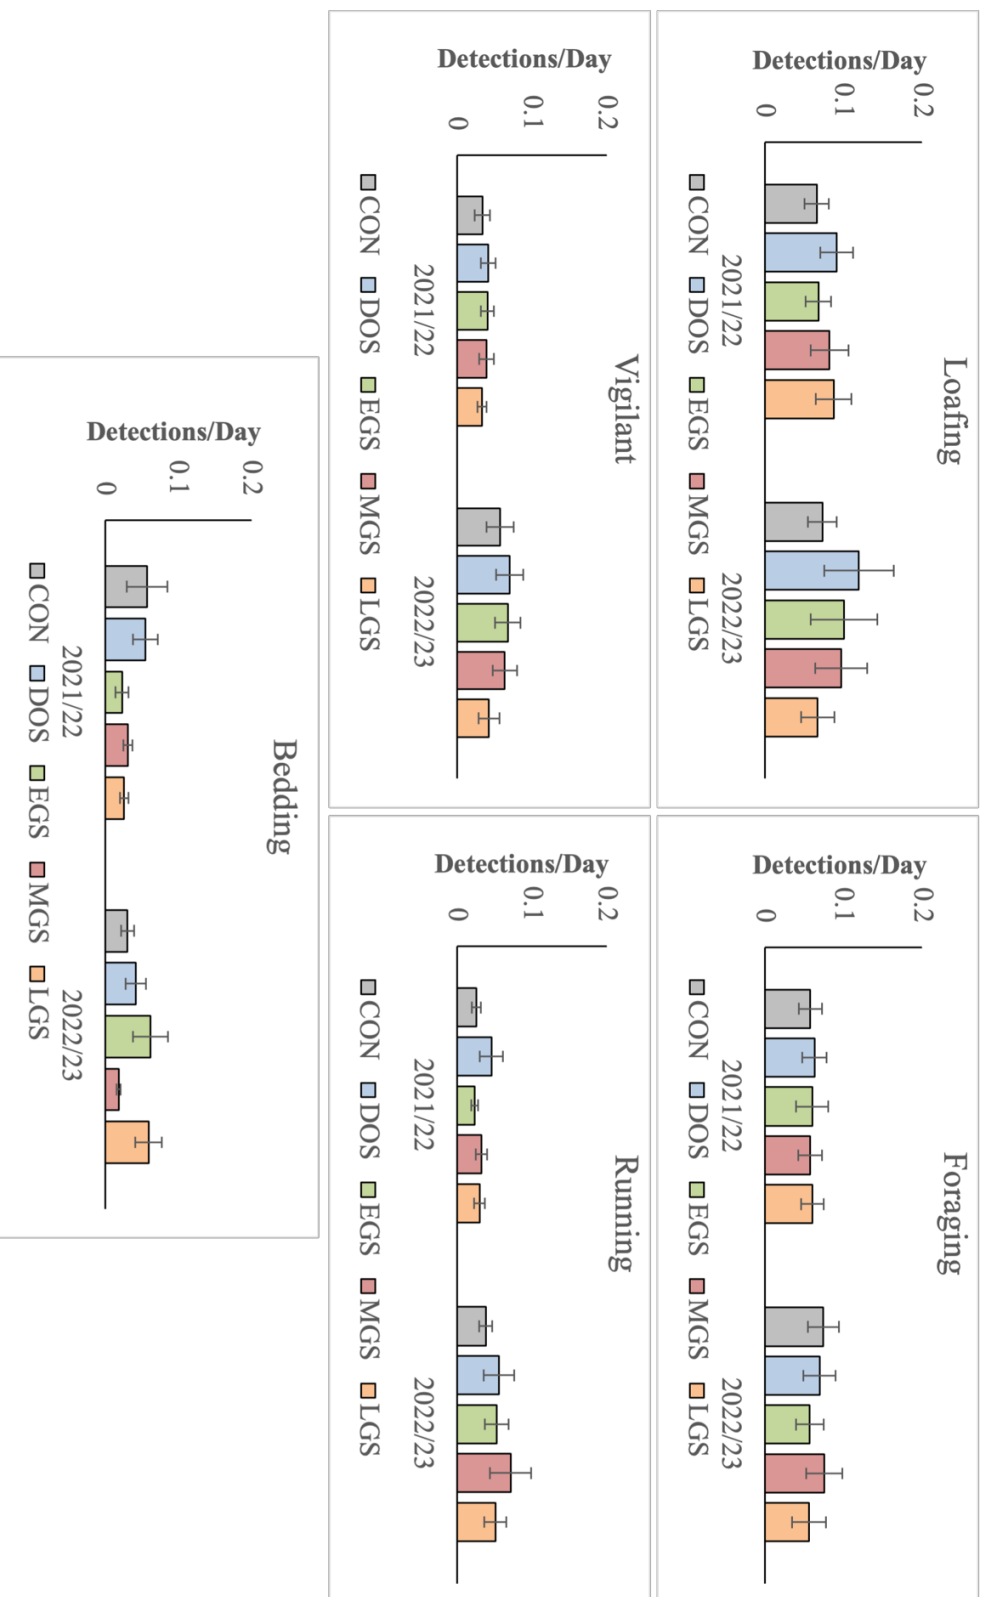 Loafing
Detections/Day
0.2
0.1
0
2021/22 2022/23
CON DOS EGS MGS LGS
Foraging
Detections/Day
0.2
0.1
0
2021/22 2022/23
CON DOS EGS MGS LGS
Vigilant
Detections/Day
0.2
0.1
0
2021/22 2022/23
CON DOS EGS MGS LGS
Running
Detections/Day
0.2
0.1
0
2021/22 2022/23
CON DOS EGS MGS LGS
Bedding
Detections/Day
0.2
0.1
0
2021/22 2022/23
CON DOS EGS MGS LGS